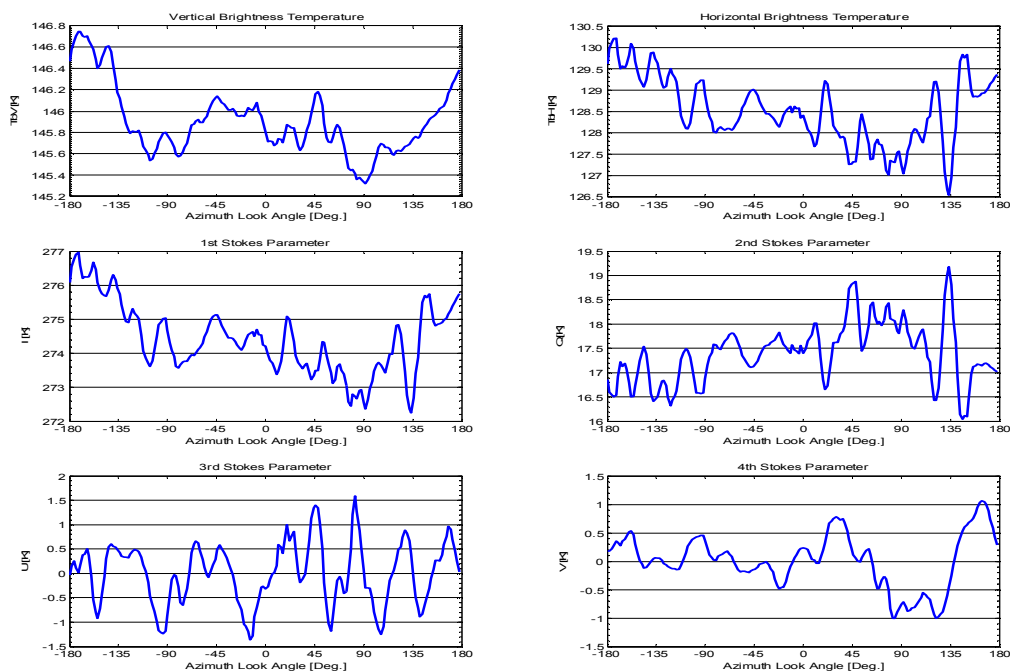 Vertical Brightness Temperature
146.8
146.6
146.4
146.2
146
145.8
145.6
145.4
145.2
TbV[K]
-180 -135 -90 -45 0 45 90 135 180
Azimuth Look Angle [Deg.]
Horizontal Brightness Temperature
130.5
130
129.5
129
128.5
128
127.5
127
126.5
TbH[K]
-180 -135 -90 -45 0 45 90 135 180
Azimuth Look Angle [Deg.]
1st Stokes Parameter
277
276
275
274
273
272
I [K]
-180 -135 -90 -45 0 45 90 135 180
Azimuth Look Angle [Deg.]
2nd Stokes Parameter
19.5
19
18.5
18
17.5
17
16.5
16
Q[K]
-180 -135 -90 -45 0 45 90 135 180
Azimuth Look Angle [Deg.]
3rd Stokes Parameter
2
1.5
1
0.5
0
-0.5
-1
-1.5
U[K]
-180 -135 -90 -45 0 45 90 135 180
Azimuth Look Angle [Deg.]
4th Stokes Parameter
1.5
1
0.5
0
-0.5
-1
-1.5
V[K]
-180 -135 -90 -45 0 45 90 135 180
Azimuth Look Angle [Deg.]